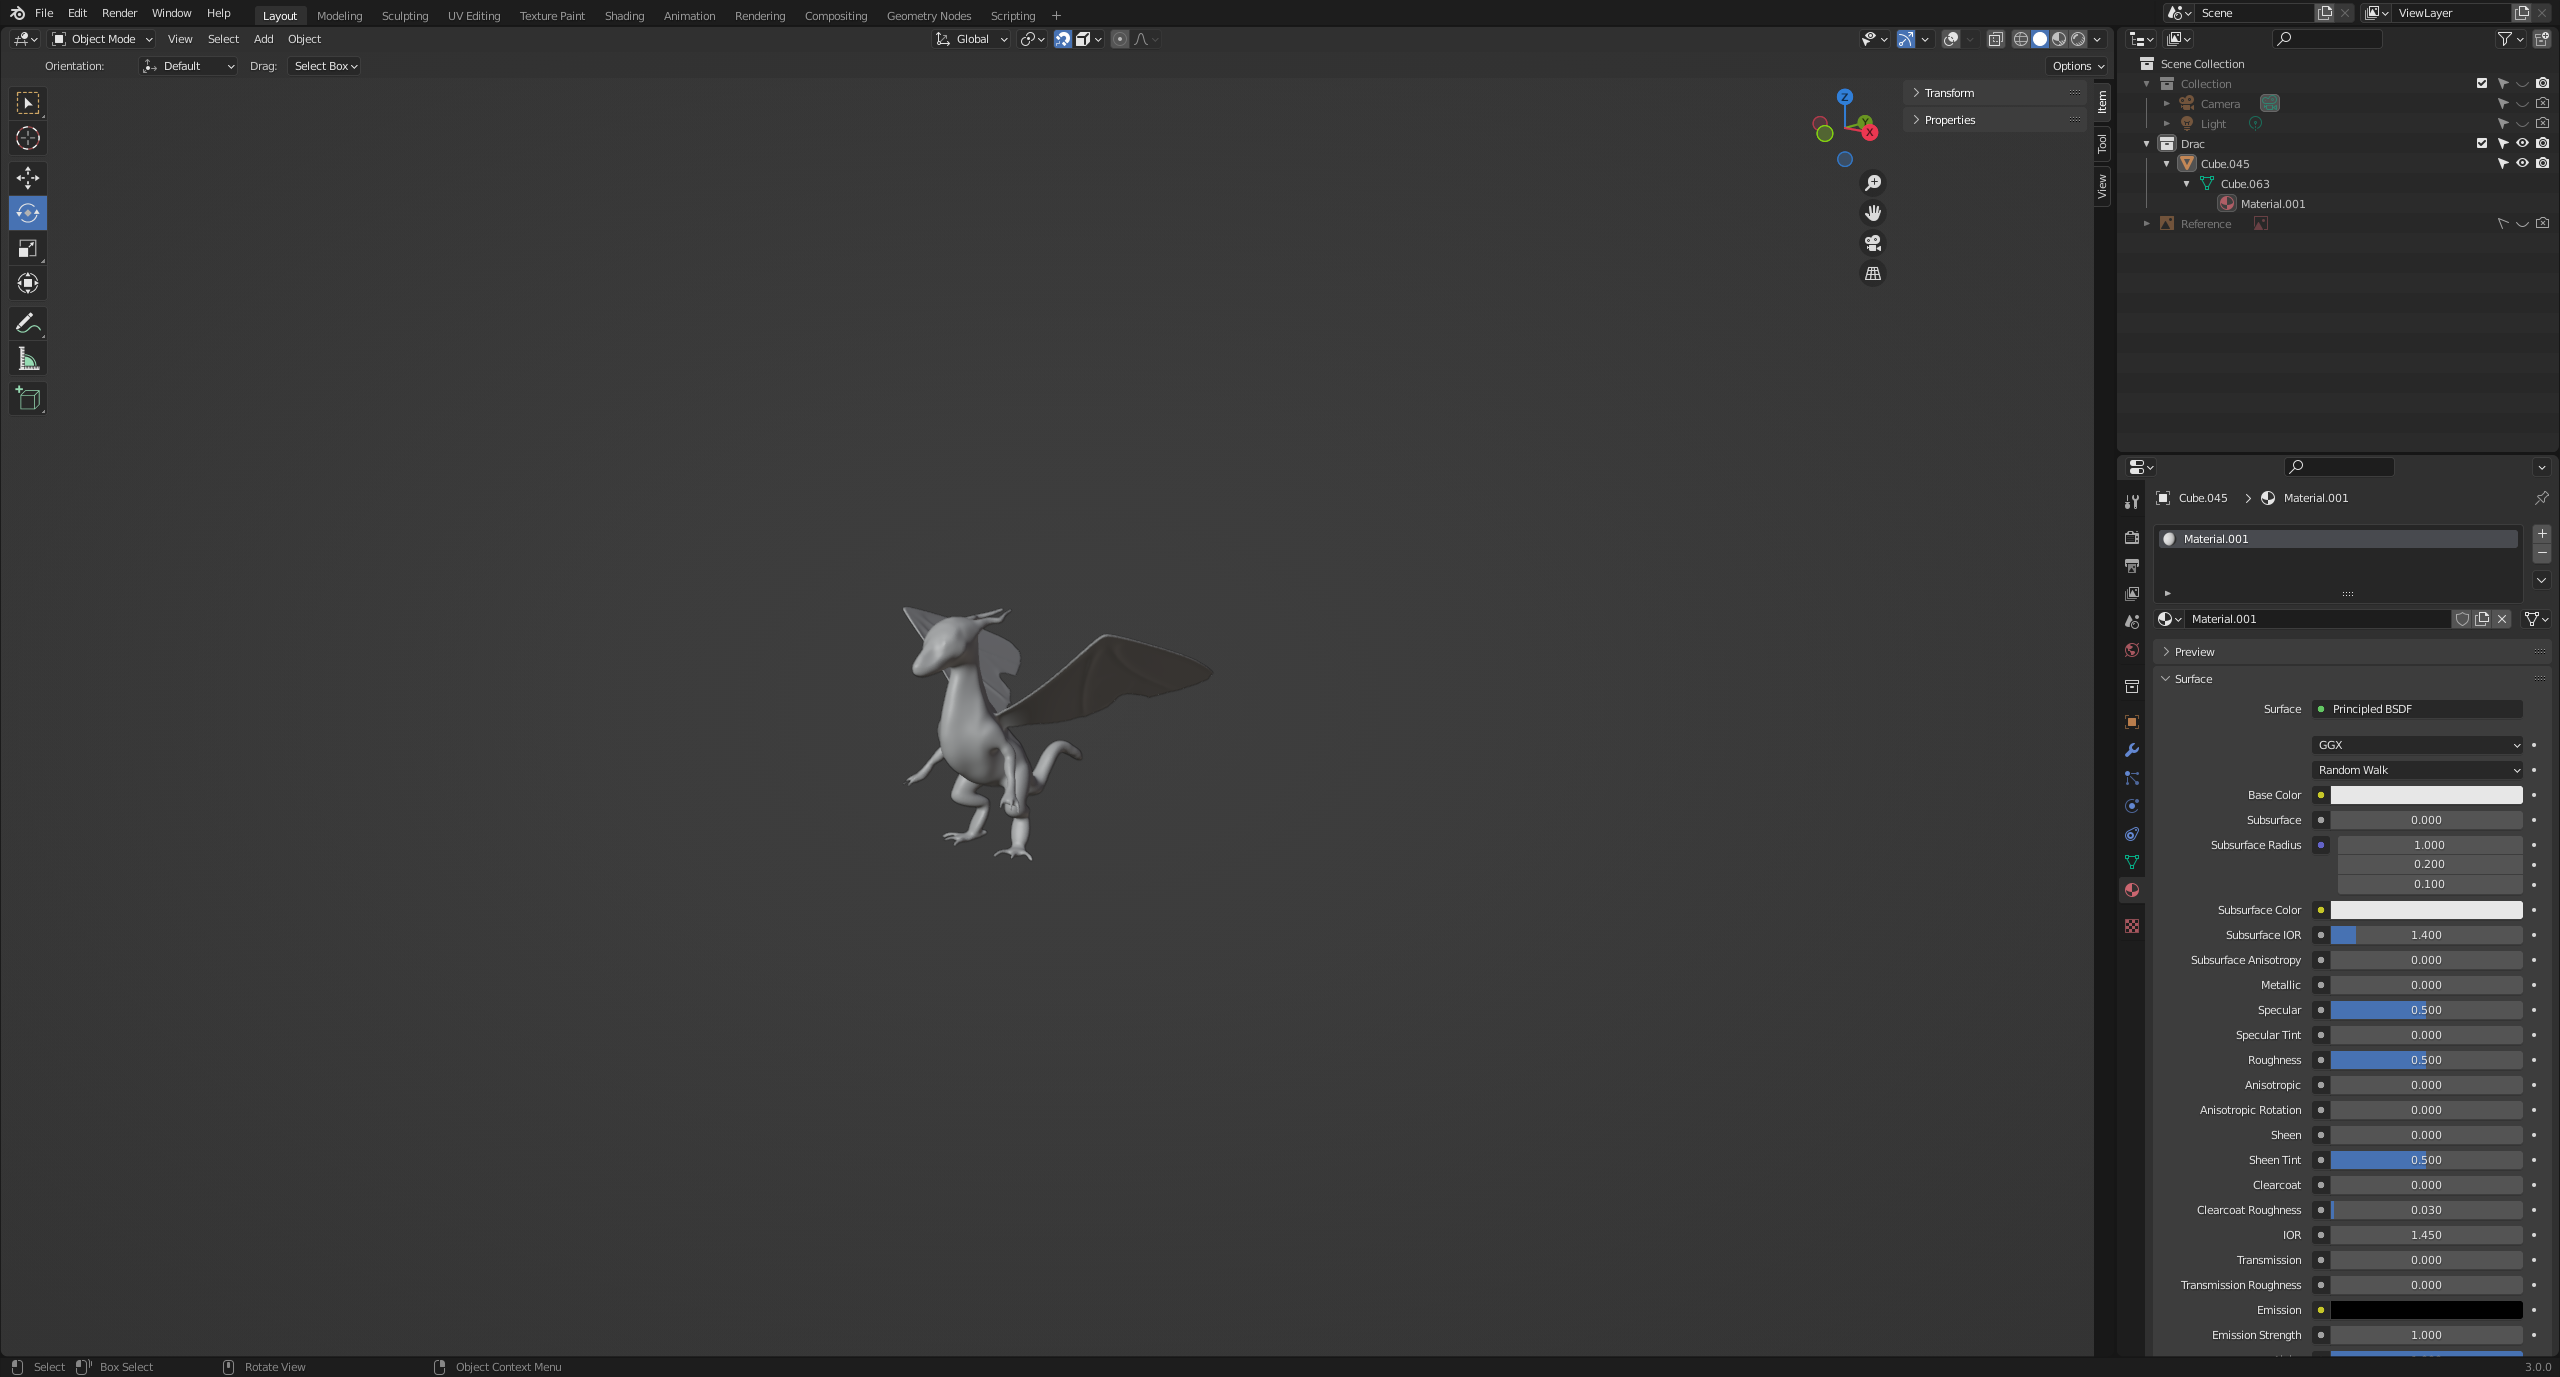 File Edit Render Window Help Layout Modeling Sculpting UV Editing Texture Paint Shading Animation Rendering Compositing Geometry Nodes Scripting + Scene ViewLayer
Object Mode View Select Add Object Global
Orientation: Default Drag: Select Box Options
Transform
Properties
Item
Tool
View
Z
Y
X
Scene Collection
Collection
Camera
Light
Drac
Cube.045
Cube.063
Material.001
Reference
Cube.045 > Material.001
Material.001
Material.001
Preview
Surface
Surface Principled BSDF
GGX
Random Walk
Base Color
Subsurface 0.000
Subsurface Radius 1.000
0.200
0.100
Subsurface Color
Subsurface IOR 1.400
Subsurface Anisotropy 0.000
Metallic 0.000
Specular 0.500
Specular Tint 0.000
Roughness 0.500
Anisotropic 0.000
Anisotropic Rotation 0.000
Sheen 0.000
Sheen Tint 0.500
Clearcoat 0.000
Clearcoat Roughness 0.030
IOR 1.450
Transmission 0.000
Transmission Roughness 0.000
Emission
Emission Strength 1.000
Select Box Select Rotate View Object Context Menu 3.0.0